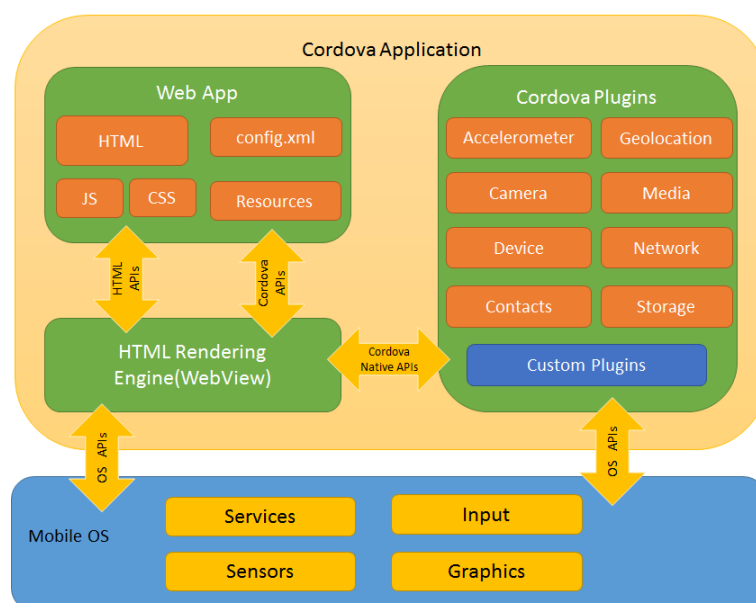 Cordova Application
Web App
HTML
config.xml
JS
CSS
Resources
HTML
APIs
Cordova
APIs
HTML Rendering
Engine(WebView)
Cordova
Native APIs
Cordova Plugins
Accelerometer
Geolocation
Camera
Media
Device
Network
Contacts
Storage
Custom Plugins
OS APIs
OS APIs
Mobile OS
Services
Input
Sensors
Graphics